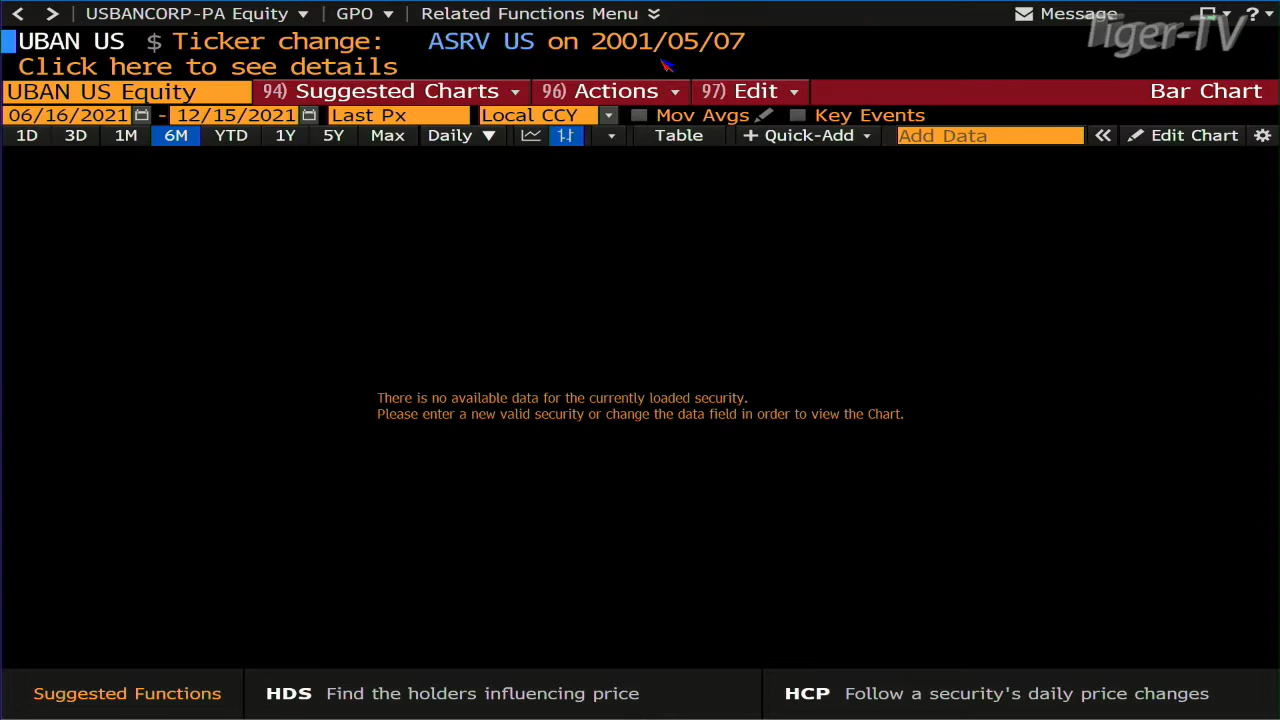 USBANCORP-PA Equity GPO Related Functions Menu Message ?
Tiger-TV
UBAN US $ Ticker change: ASRV US on 2001/05/07
Click here to see details
UBAN US Equity 94) Suggested Charts 96) Actions 97) Edit Bar Chart
06/16/2021 - 12/15/2021 Last Px Local CCY Mov Avgs Key Events
1D 3D 1M 6M YTD 1Y 5Y Max Daily ▼ Table + Quick-Add Add Data « Edit Chart
There is no available data for the currently loaded security.
Please enter a new valid security or change the data field in order to view the Chart.
Suggested Functions HDS Find the holders influencing price HCP Follow a security's daily price changes